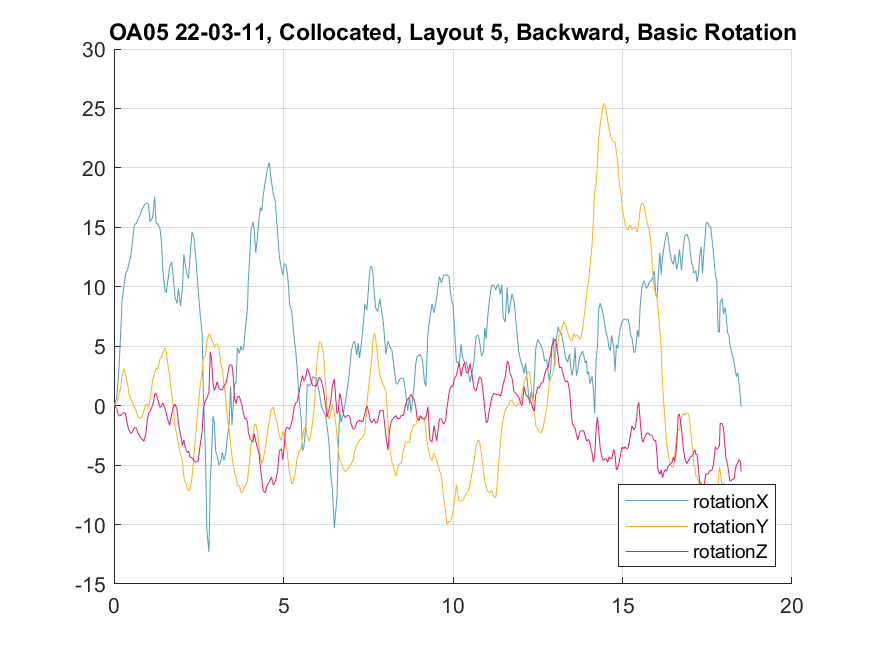 OA05 22-03-11, Collocated, Layout 5, Backward, Basic Rotation
30
25
20
15
10
5
0
-5
-10
-15
0 5 10 15 20
rotationX
rotationY
rotationZ